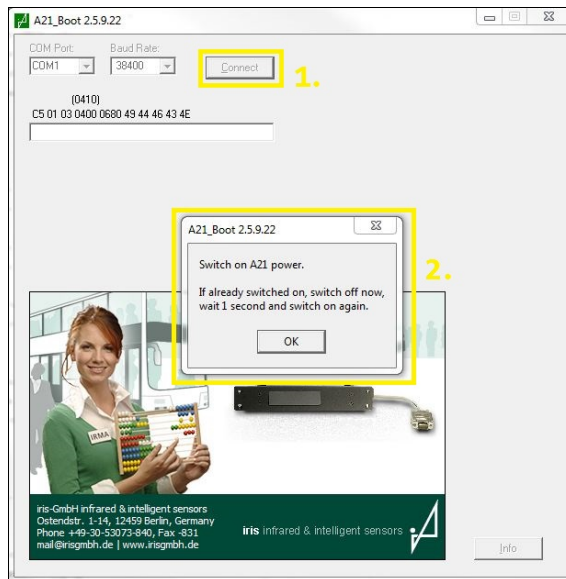 A21_Boot 2.5.9.22
COM Port:
Baud Rate:
COM1
38400
Connect
1.
(0410)
C5 01 03 0400 0680 49 44 46 43 4E
A21_Boot 2.5.9.22
Switch on A21 power.
If already switched on, switch off now,
wait 1 second and switch on again.
OK
2.
IRMA
iris-GmbH infrared & intelligent sensors
Ostendstr. 1-14, 12459 Berlin, Germany
Phone +49-30-53073-840, Fax -831
mail@irisgmbh.de | www.irisgmbh.de
iris infrared & intelligent sensors
Info